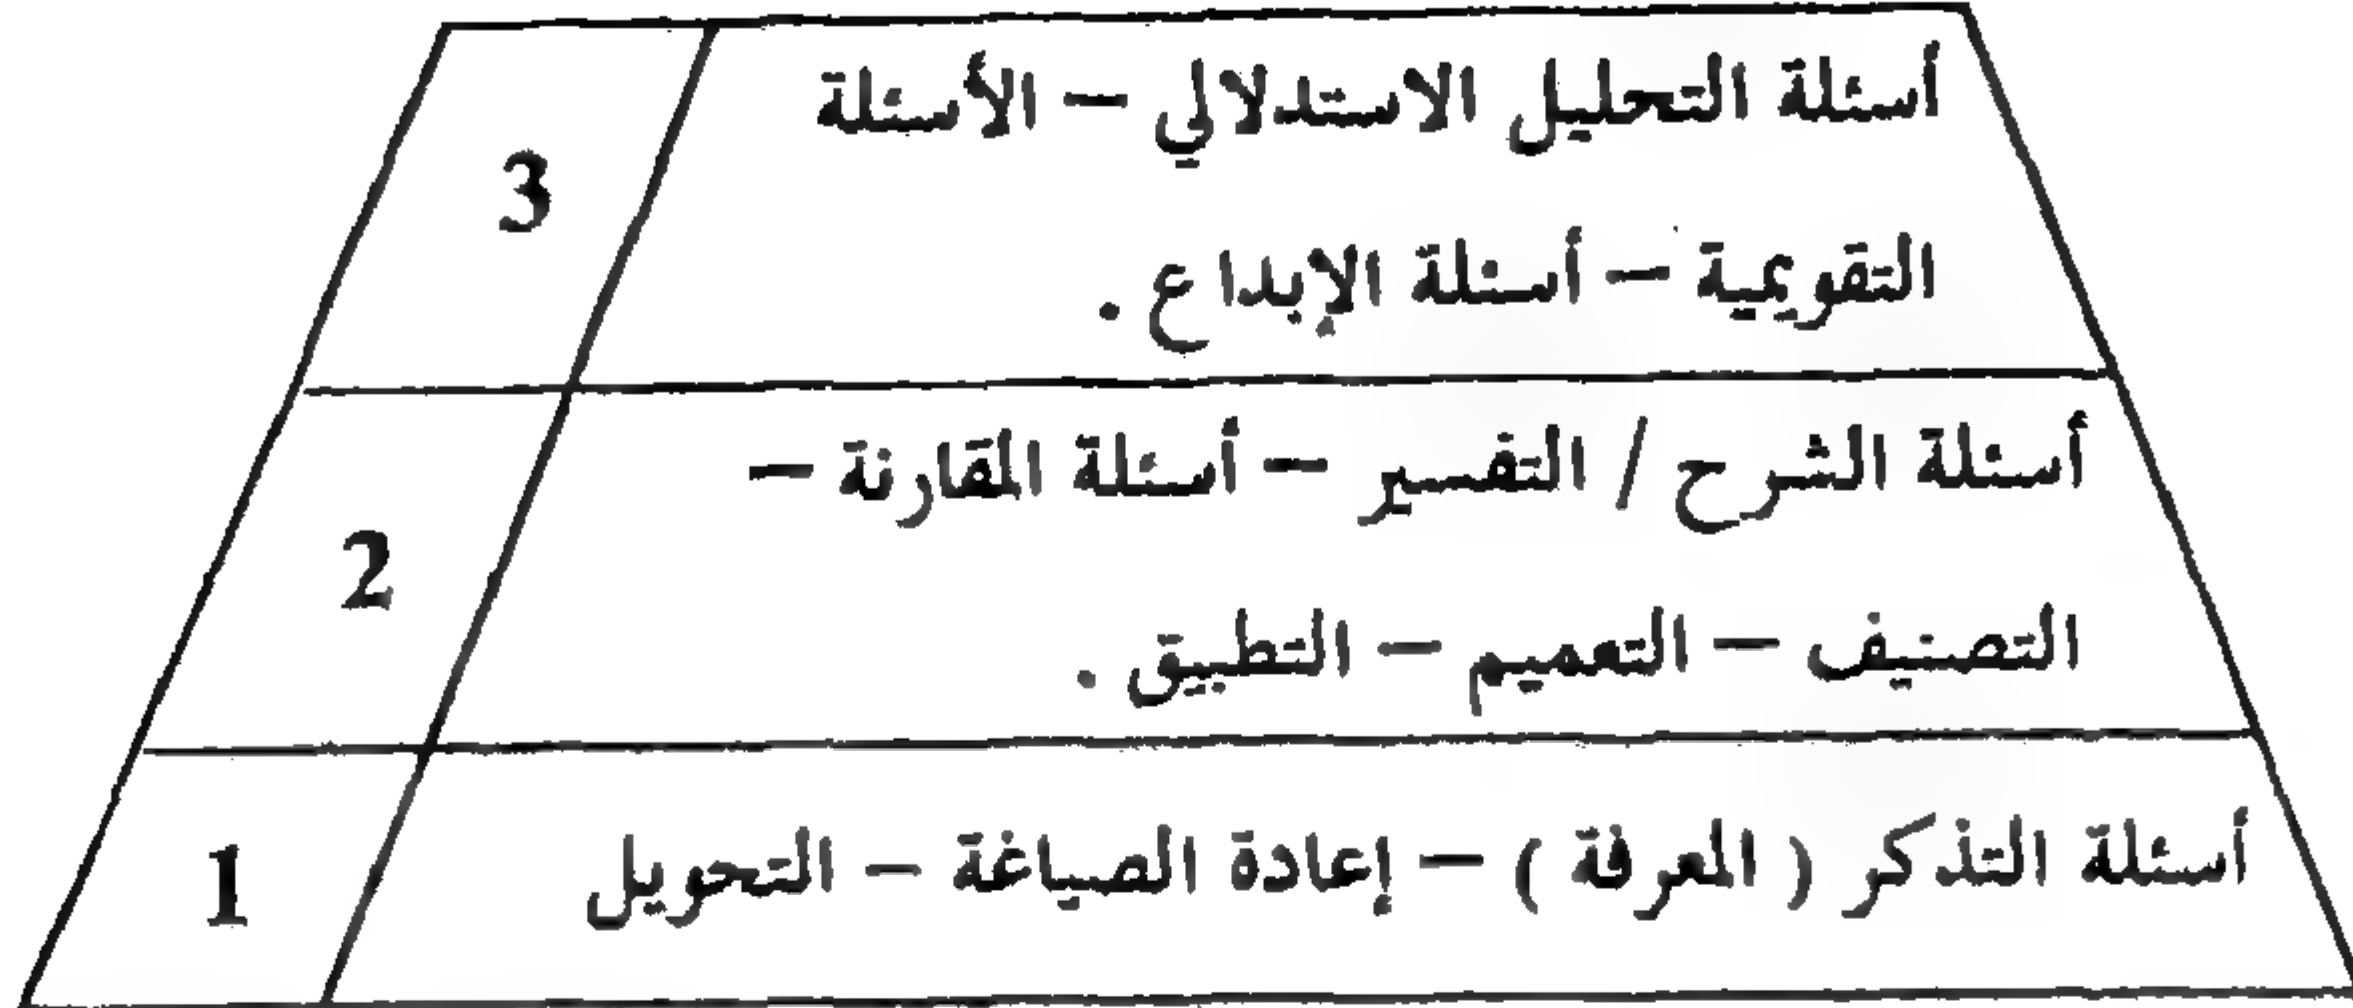 أسئلة التحليل الاستدلالي – الأسئلة
3
التقويمية – أسئلة الإبداع .
أسئلة الشرح / التفسير – أسئلة المقارنة –
2
التصنيف – التعميم – التطبيق .
أسئلة التذكر ( المعرفة ) – إعادة الصياغة – التحويل
1